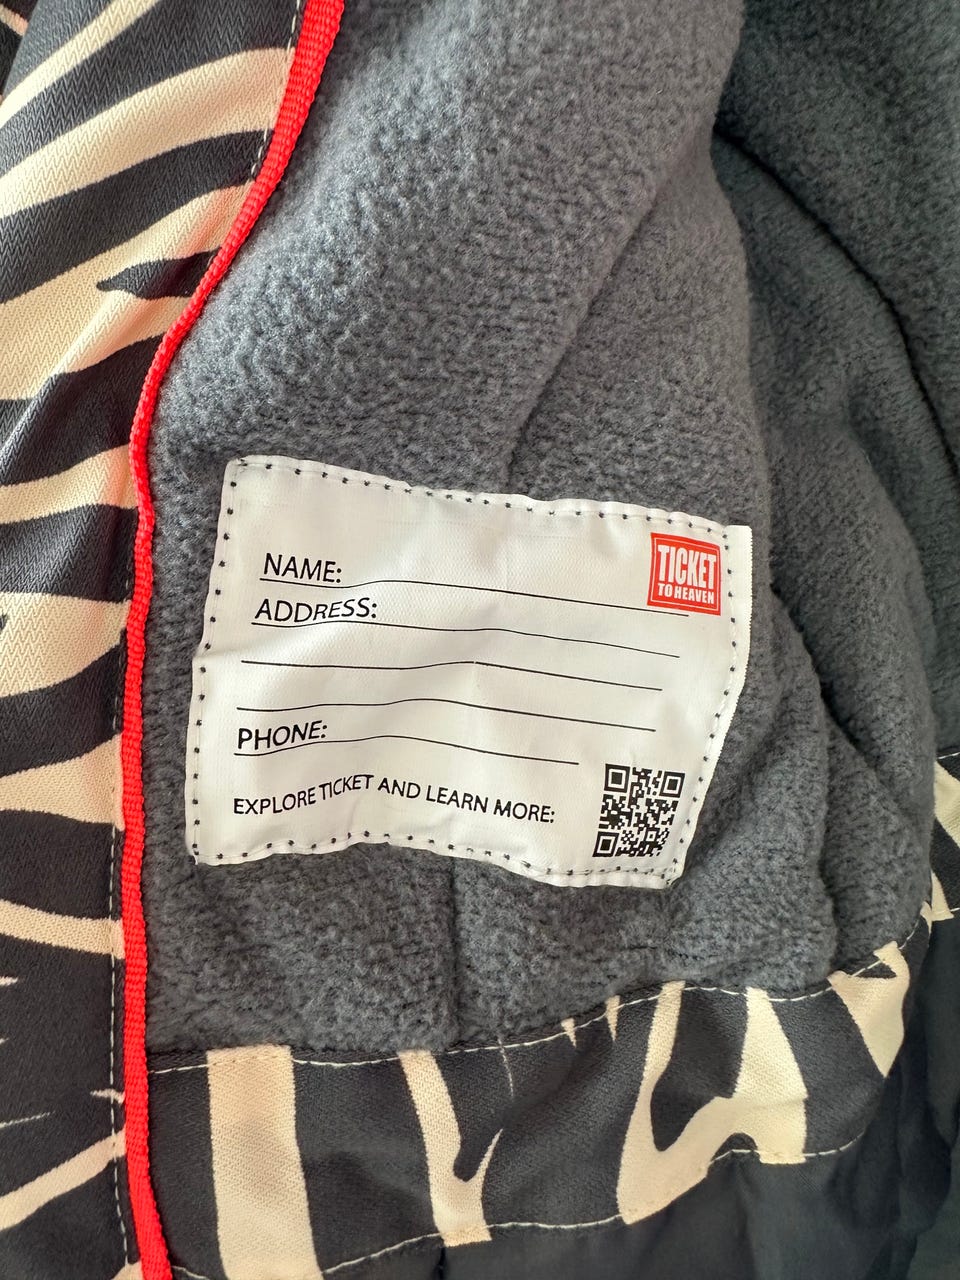 TICKET
TO HEAVEN
NAME:
ADDRESS:
PHONE:
EXPLORE TICKET AND LEARN MORE: